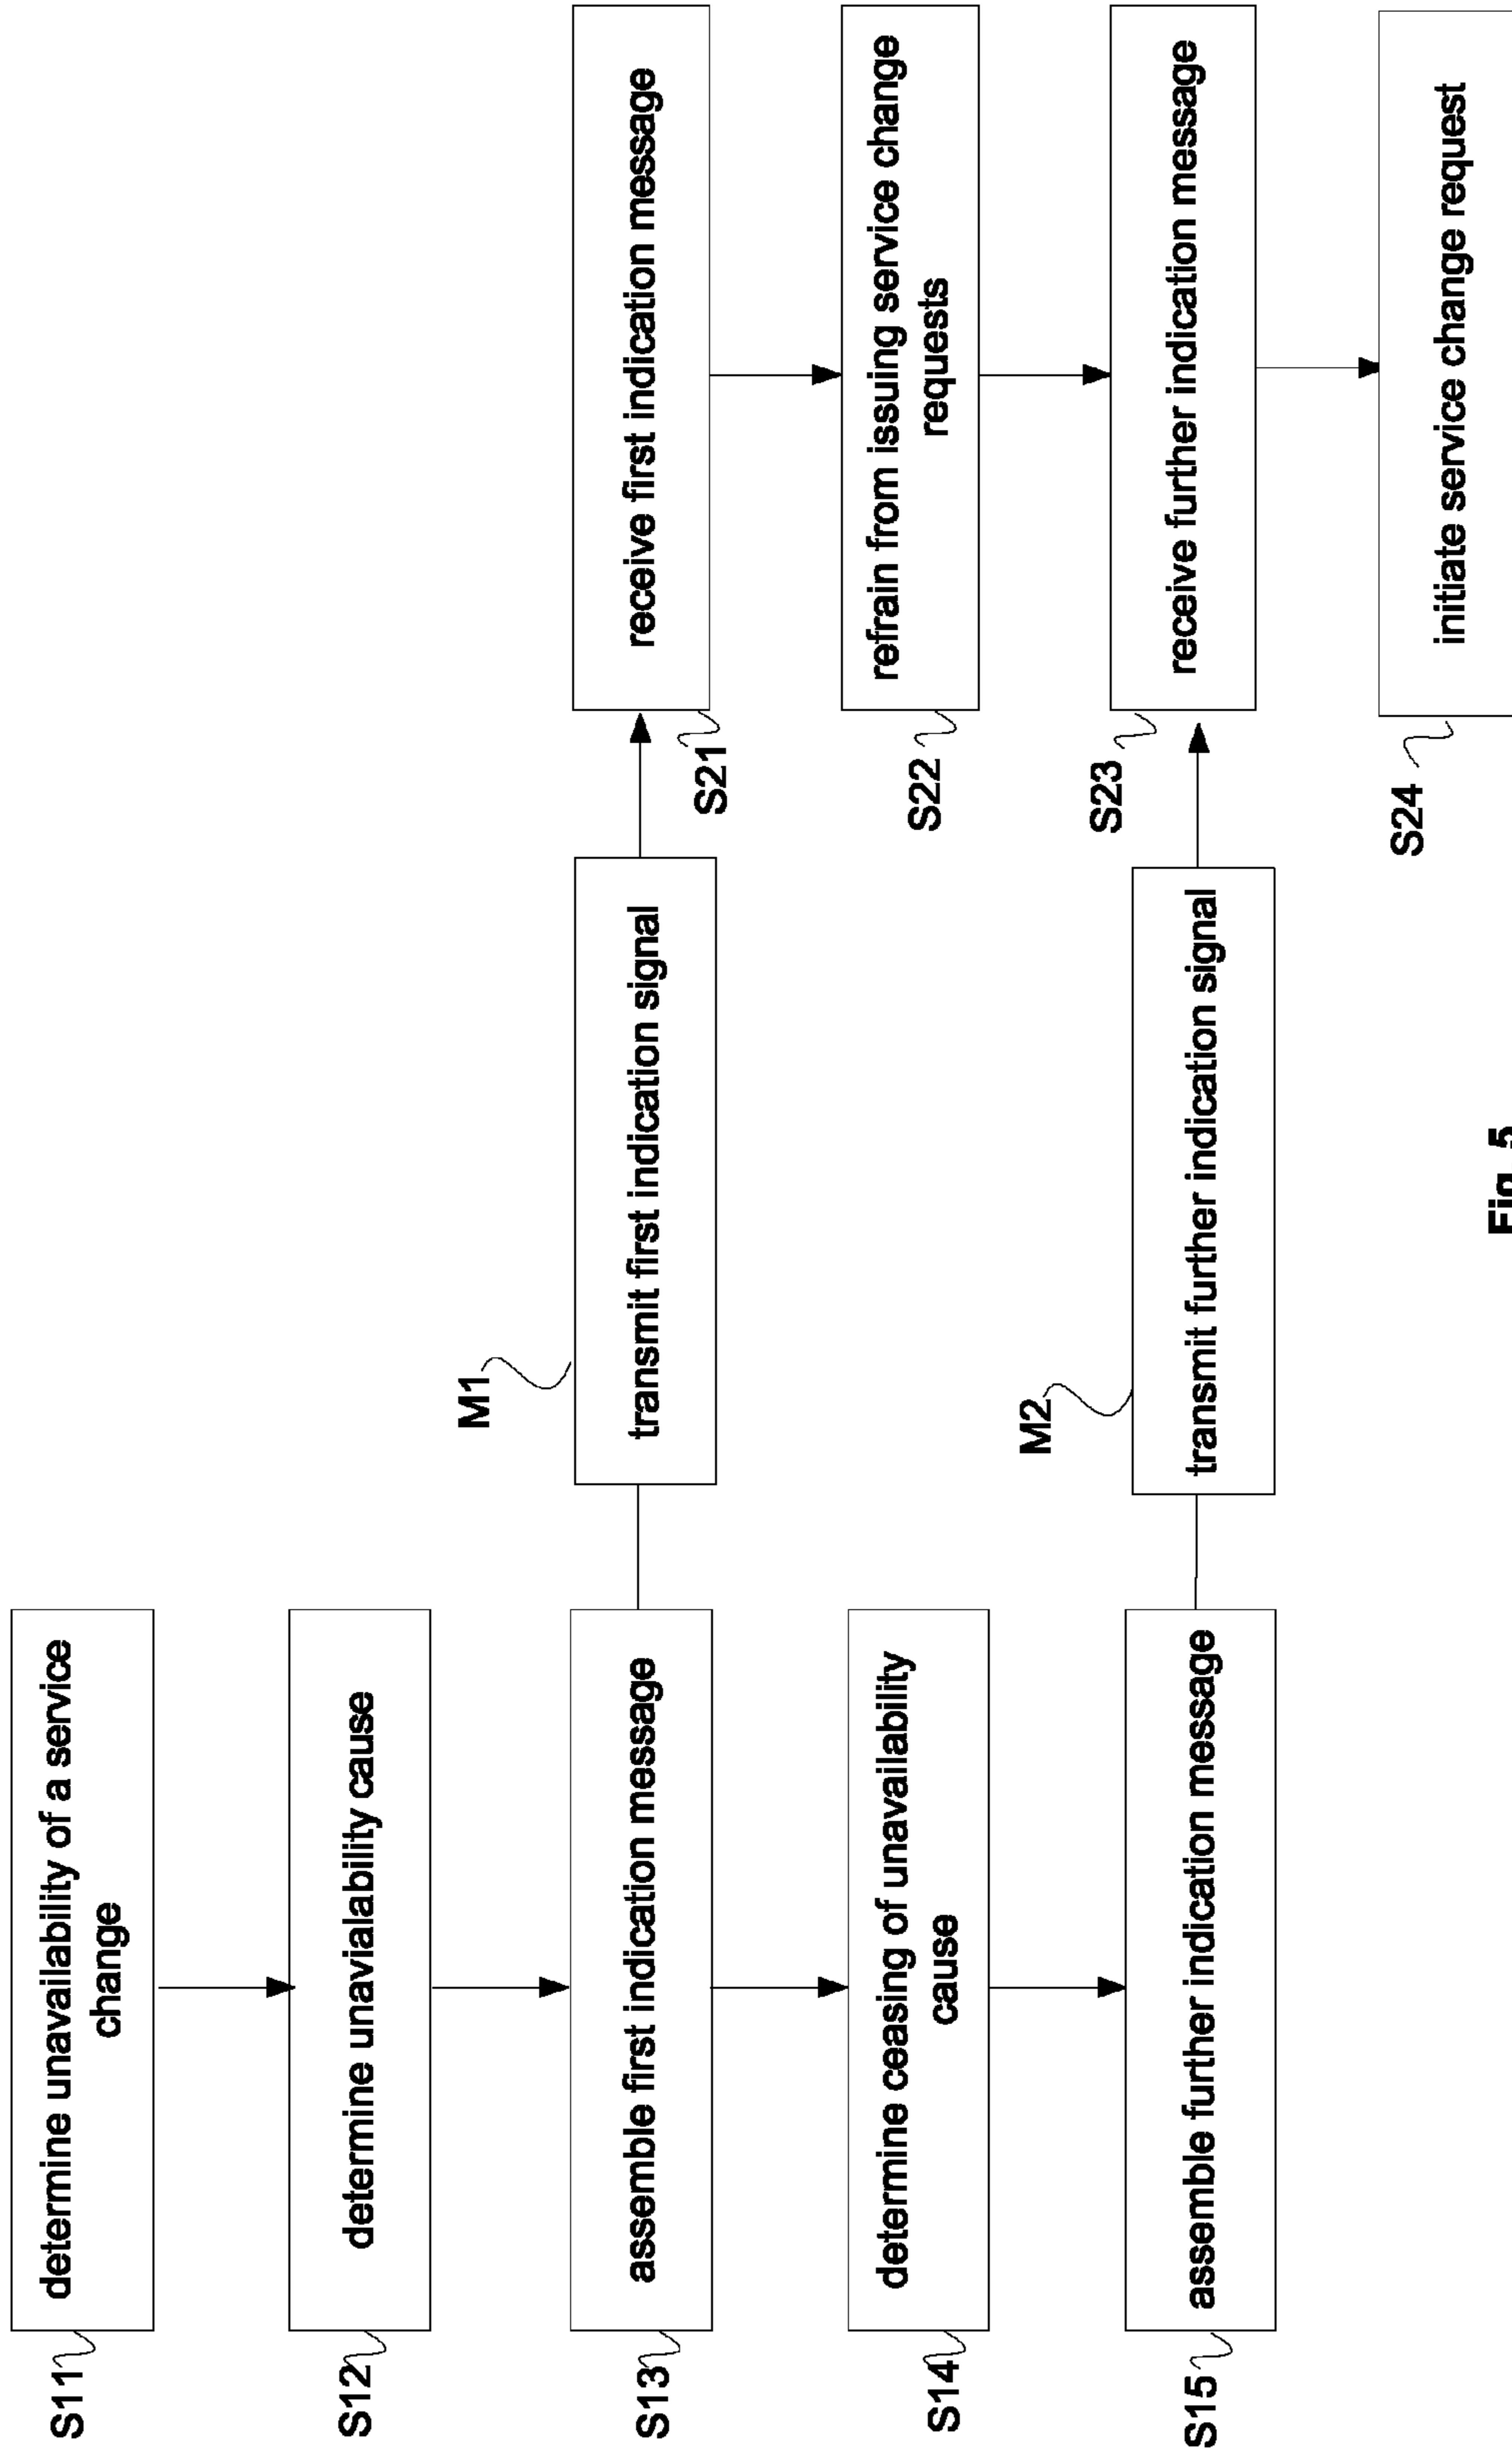 S11
determine unavailability of a service
change
S12
determine unavialability cause
S13
assemble first indication message
S14
determine ceasing of unavailability
cause
S15
assemble further indication message
M1
transmit first indication signal
M2
transmit further indication signal
S21
receive first indication message
S22
refrain from issuing service change
requests
S23
receive further indication message
S24
initiate service change request
Fig. 5